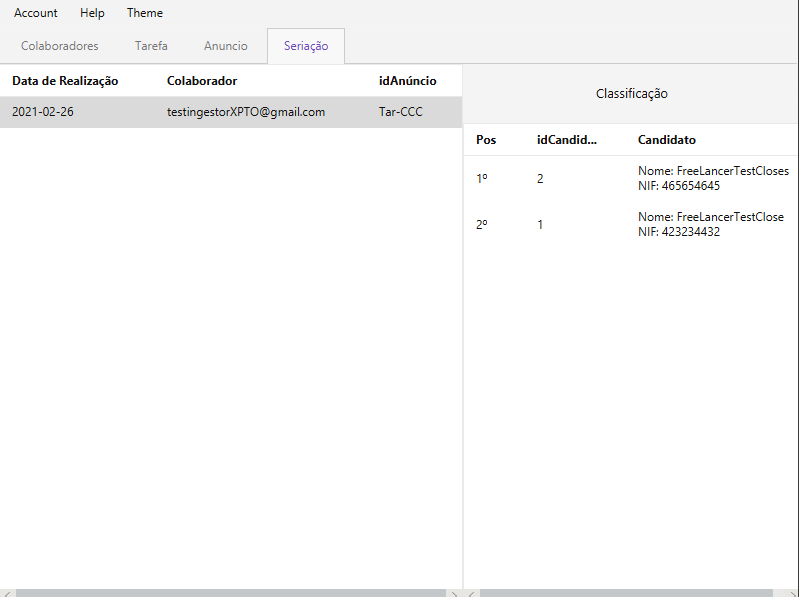 Account Help Theme
Colaboradores Tarefa Anuncio Seriação
Data de Realização Colaborador idAnúncio
2021-02-26 testingestorXPTO@gmail.com Tar-CCC
Classificação
Pos idCandid... Candidato
1º 2 Nome: FreeLancerTestCloses
NIF: 465654645
2º 1 Nome: FreeLancerTestClose
NIF: 423234432